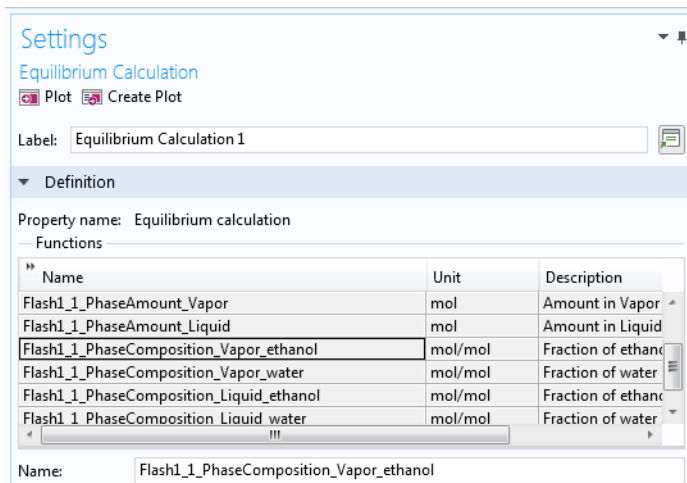 Settings
Equilibrium Calculation
Plot Create Plot
Label: Equilibrium Calculation 1
Definition
Property name: Equilibrium calculation
Functions
Name Unit Description
Flash1_1_PhaseAmount_Vapor mol Amount in Vapor
Flash1_1_PhaseAmount_Liquid mol Amount in Liquid
Flash1_1_PhaseComposition_Vapor_ethanol mol/mol Fraction of ethano
Flash1_1_PhaseComposition_Vapor_water mol/mol Fraction of water
Flash1_1_PhaseComposition_Liquid_ethanol mol/mol Fraction of ethano
Flash1_1_PhaseComposition_Liquid_water mol/mol Fraction of water
Name: Flash1_1_PhaseComposition_Vapor_ethanol